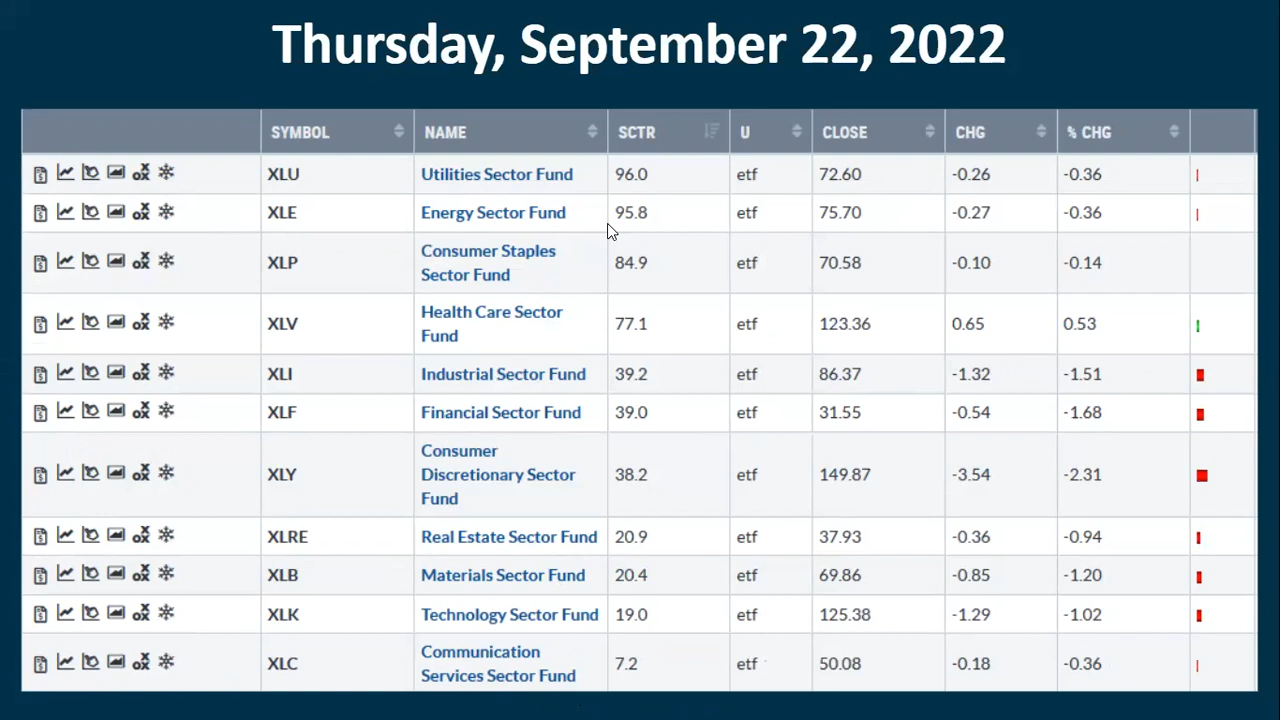 Thursday, September 22, 2022
SYMBOL NAME SCTR U CLOSE CHG % CHG
XLU Utilities Sector Fund 96.0 etf 72.60 -0.26 -0.36
XLE Energy Sector Fund 95.8 etf 75.70 -0.27 -0.36
XLP Consumer Staples Sector Fund 84.9 etf 70.58 -0.10 -0.14
XLV Health Care Sector Fund 77.1 etf 123.36 0.65 0.53
XLI Industrial Sector Fund 39.2 etf 86.37 -1.32 -1.51
XLF Financial Sector Fund 39.0 etf 31.55 -0.54 -1.68
XLY Consumer Discretionary Sector Fund 38.2 etf 149.87 -3.54 -2.31
XLRE Real Estate Sector Fund 20.9 etf 37.93 -0.36 -0.94
XLB Materials Sector Fund 20.4 etf 69.86 -0.85 -1.20
XLK Technology Sector Fund 19.0 etf 125.38 -1.29 -1.02
XLC Communication Services Sector Fund 7.2 etf 50.08 -0.18 -0.36